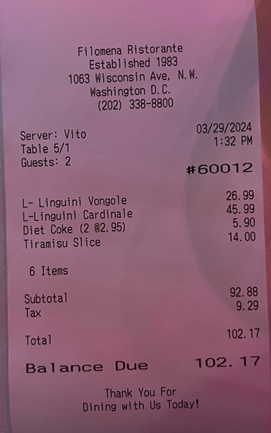 Filomena Ristorante
Established 1983
1063 Wisconsin Ave, N.W.
Washington D.C.
(202) 338-8800
Server: Vito 03/29/2024
Table 5/1 1:32 PM
Guests: 2
#60012
L- Linguini Vongole 26.99
L-Linguini Cardinale 45.99
Diet Coke (2 @2.95) 5.90
Tiramisu Slice 14.00
6 Items
Subtotal 92.88
Tax 9.29
Total 102.17
Balance Due 102.17
Thank You For
Dining with Us Today!